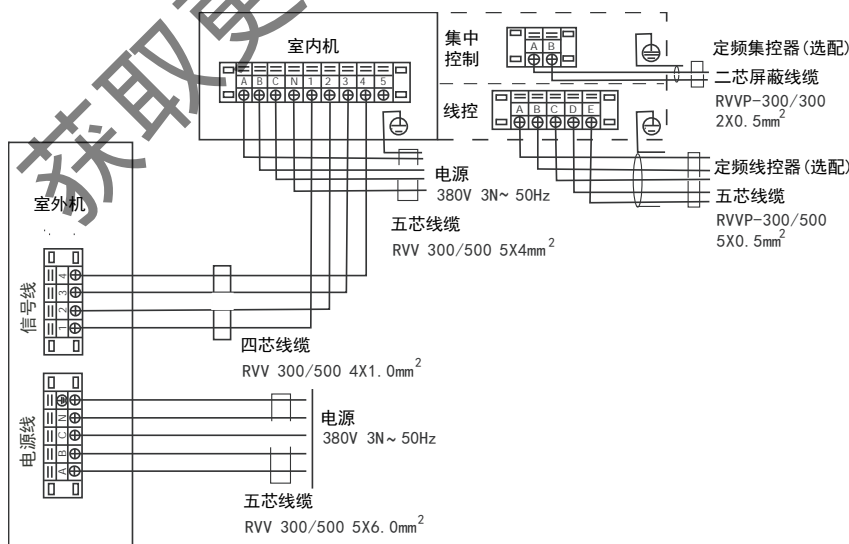 获取更
室内机
A B C N 1 2 3 4 5
集中
控制
A B
定频集控器(选配)
二芯屏蔽线缆
RVVP-300/300
2X0.5mm²
线控
A B C D E
定频线控器(选配)
五芯线缆
RVVP-300/500
5X0.5mm²
电源
380V 3N~ 50Hz
五芯线缆
RVV 300/500 5X4mm²
室外机
信号线
4
3
2
1
四芯线缆
RVV 300/500 4X1.0mm²
电源线
N
C
B
A
电源
380V 3N~ 50Hz
五芯线缆
RVV 300/500 5X6.0mm²